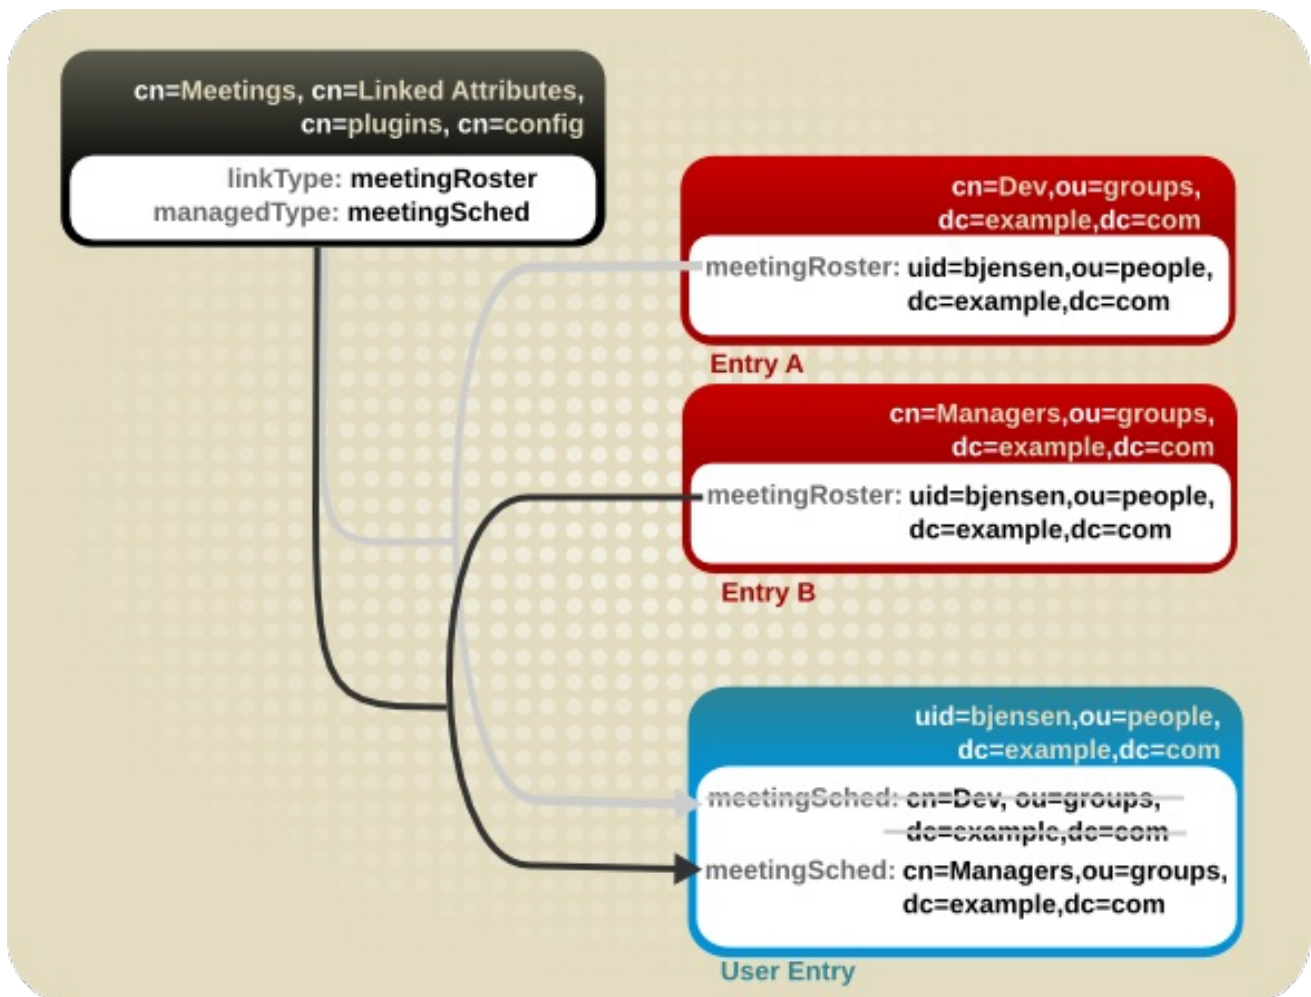 cn=Meetings, cn=Linked Attributes,
cn=plugins, cn=config
linkType: meetingRoster
managedType: meetingSched
cn=Dev,ou=groups,
dc=example,dc=com
meetingRoster: uid=bjensen,ou=people,
dc=example,dc=com
Entry A
cn=Managers,ou=groups,
dc=example,dc=com
meetingRoster: uid=bjensen,ou=people,
dc=example,dc=com
Entry B
uid=bjensen,ou=people,
dc=example,dc=com
meetingSched: cn=Dev, ou=groups,
dc=example,dc=com
meetingSched: cn=Managers,ou=groups,
dc=example,dc=com
User Entry